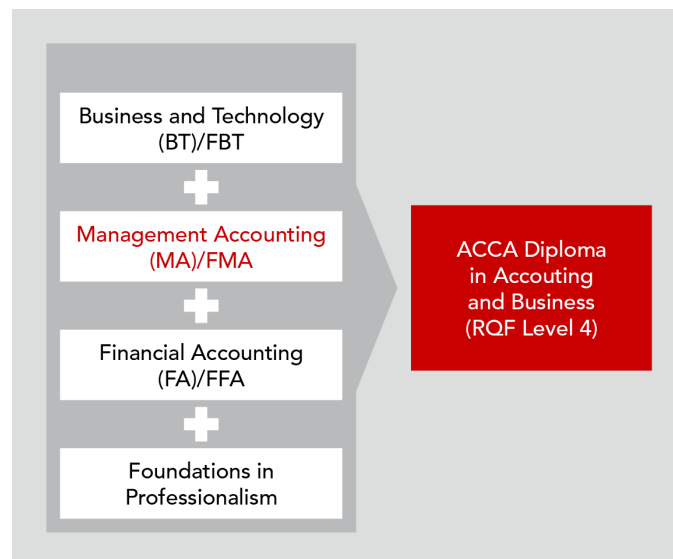 Business and Technology
(BT)/FBT
Management Accounting
(MA)/FMA
Financial Accounting
(FA)/FFA
Foundations in
Professionalism
ACCA Diploma
in Accouting
and Business
(RQF Level 4)